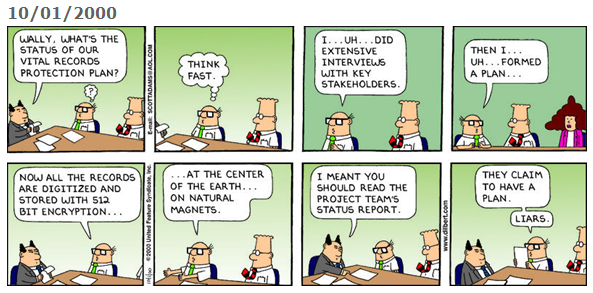 10/01/2000
WALLY, WHAT'S THE
STATUS OF OUR
VITAL RECORDS
PROTECTION PLAN?
?
E-mail: SCOTTADAMS@AOL.COM
THINK
FAST.
I...UH...DID
EXTENSIVE
INTERVIEWS
WITH KEY
STAKEHOLDERS.
THEN I...
UH...FORMED
A PLAN...
NOW ALL THE RECORDS
ARE DIGITIZED AND
STORED WITH 512
BIT ENCRYPTION...
© 2000 United Feature Syndicate, Inc.
...AT THE CENTER
OF THE EARTH...
ON NATURAL
MAGNETS.
I MEANT YOU
SHOULD READ THE
PROJECT TEAM'S
STATUS REPORT.
www.dilbert.com
THEY CLAIM
TO HAVE A
PLAN.
LIARS.